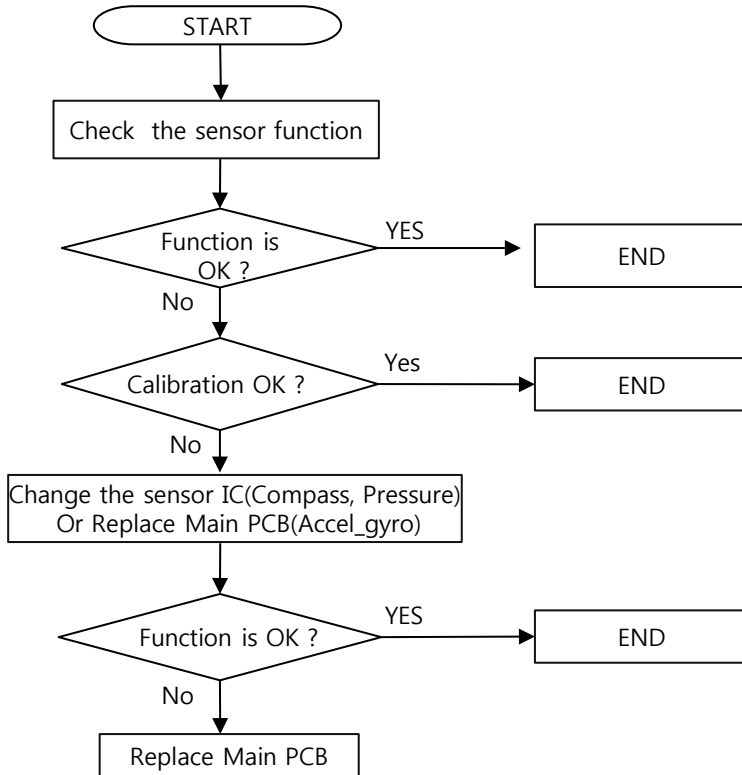 START
Check the sensor function
Function is
OK ?
YES
END
No
Calibration OK ?
Yes
END
No
Change the sensor IC(Compass, Pressure)
Or Replace Main PCB(Accel_gyro)
Function is OK ?
YES
END
No
Replace Main PCB